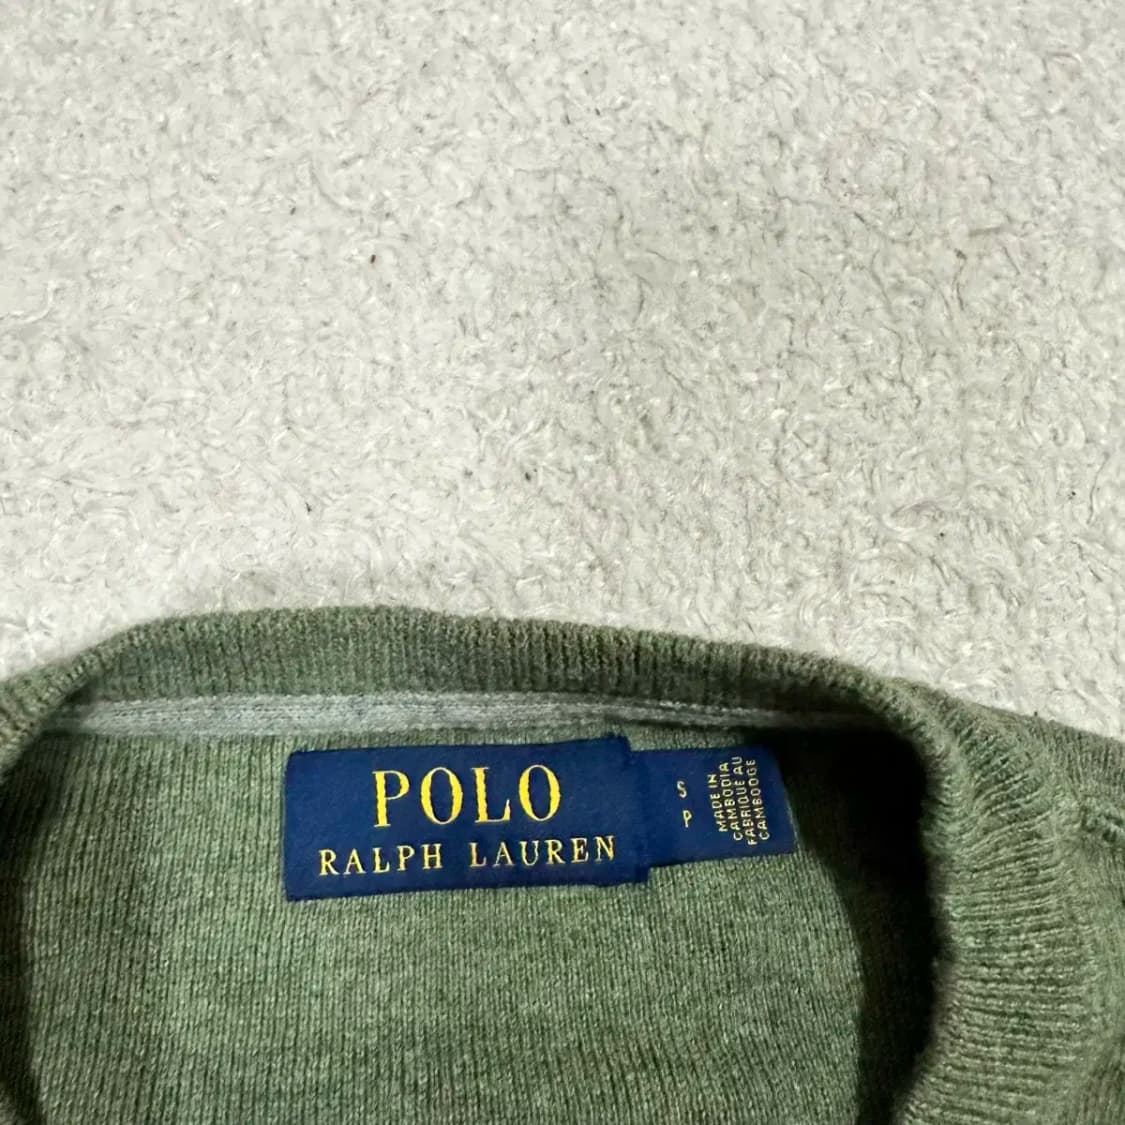 POLO
RALPH LAUREN
S
P
MADE IN
CAMBODIA
FABRIQUÉ AU
CAMBODGE